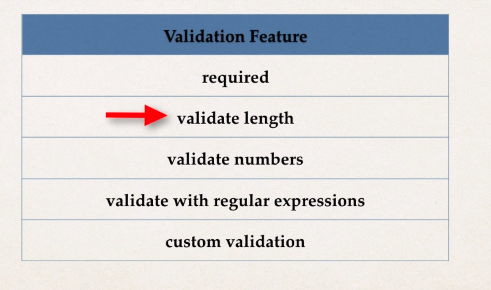 Validation Feature
required
validate length
validate numbers
validate with regular expressions
custom validation